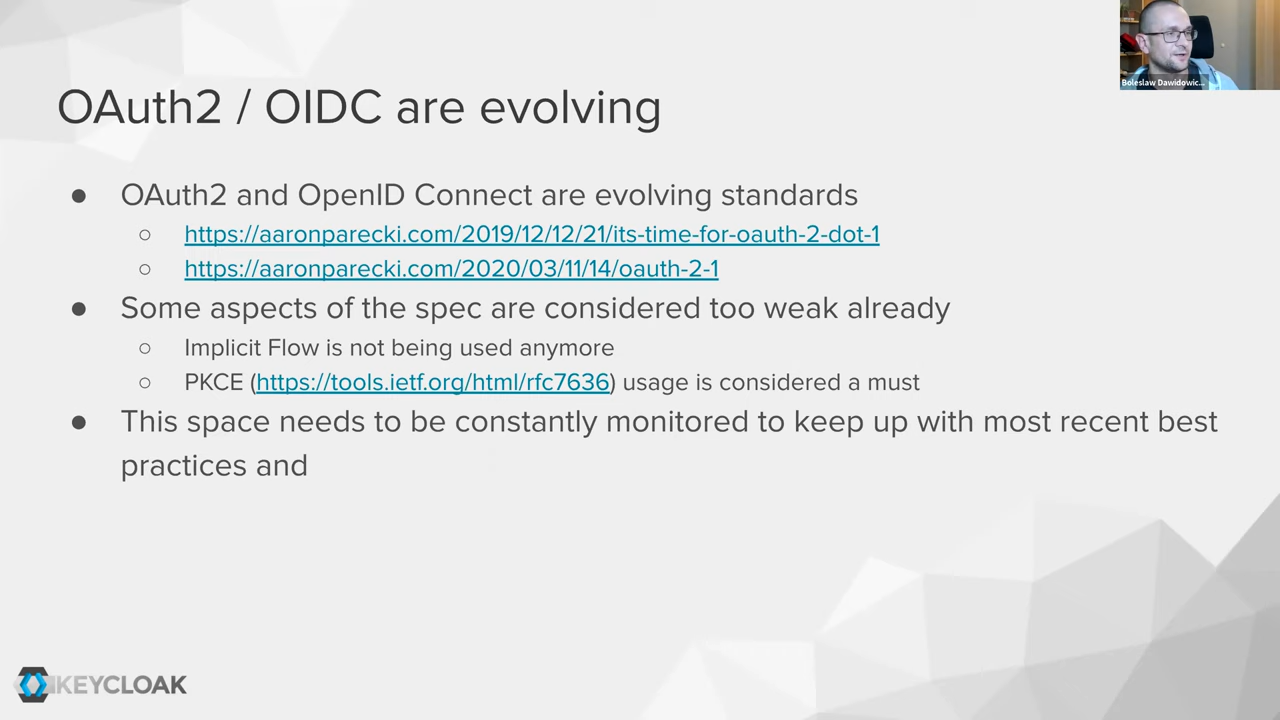 Boleslaw Dawidowic...
OAuth2 / OIDC are evolving
● OAuth2 and OpenID Connect are evolving standards
○ https://aaronparecki.com/2019/12/12/21/its-time-for-oauth-2-dot-1
○ https://aaronparecki.com/2020/03/11/14/oauth-2-1
● Some aspects of the spec are considered too weak already
○ Implicit Flow is not being used anymore
○ PKCE (https://tools.ietf.org/html/rfc7636) usage is considered a must
● This space needs to be constantly monitored to keep up with most recent best
practices and
KEYCLOAK